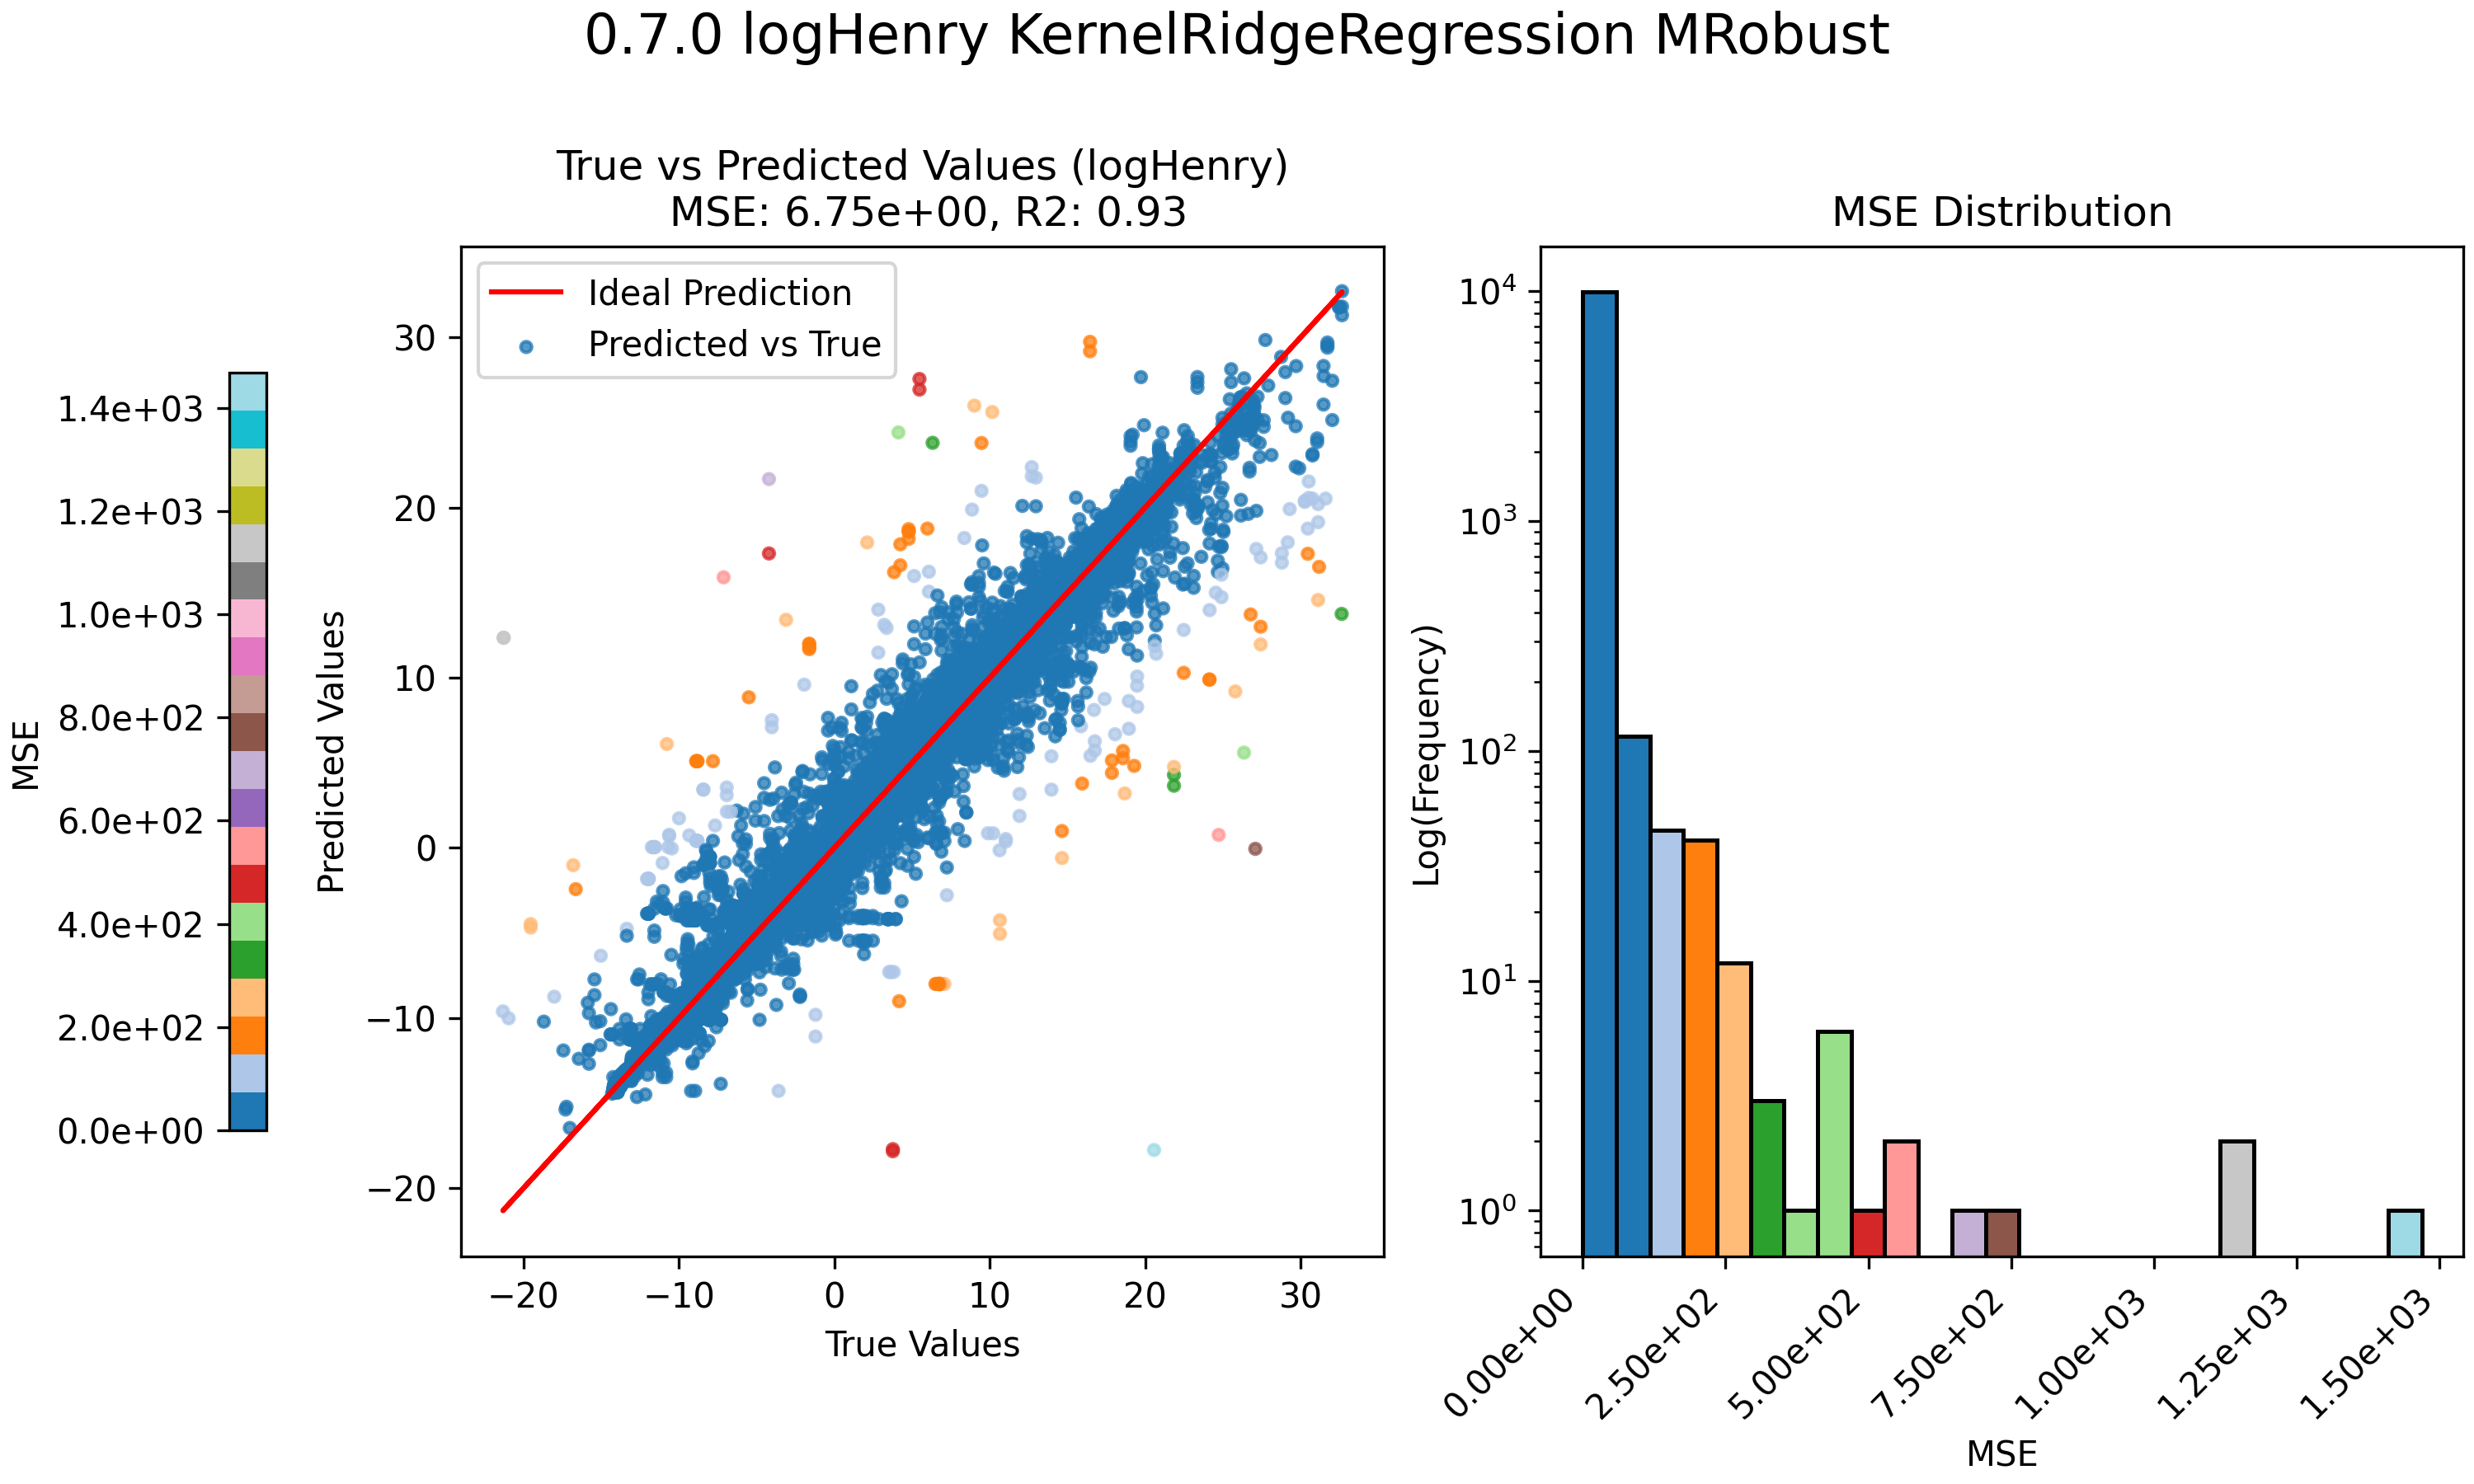 0.7.0 logHenry KernelRidgeRegression MRobust
True vs Predicted Values (logHenry)
MSE: 6.75e+00, R2: 0.93
MSE Distribution
Ideal Prediction
Predicted vs True
MSE
1.4e+03
1.2e+03
1.0e+03
8.0e+02
6.0e+02
4.0e+02
2.0e+02
0.0e+00
Predicted Values
30
20
10
0
−10
−20
−20
−10
0
10
20
30
True Values
Log(Frequency)
10^4
10^3
10^2
10^1
10^0
0.00e+00
2.50e+02
5.00e+02
7.50e+02
1.00e+03
1.25e+03
1.50e+03
MSE